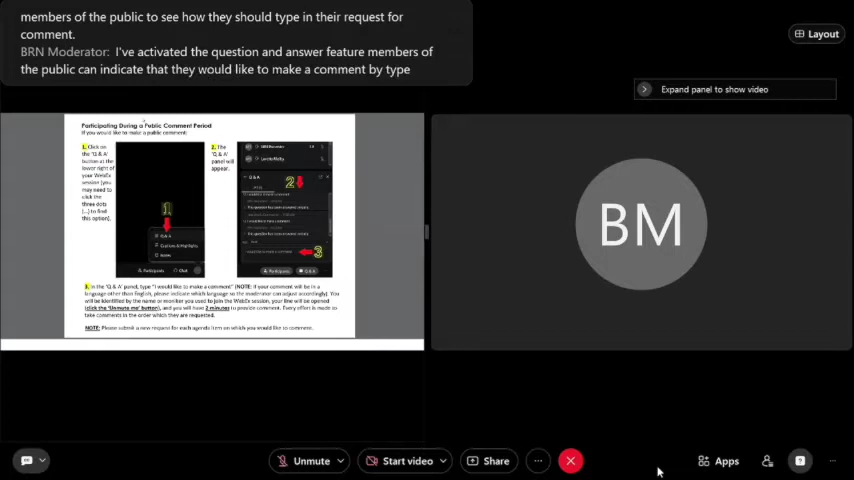 members of the public to see how they should type in their request for
comment.
BRN Moderator: I've activated the question and answer feature members of
the public can indicate that they would like to make a comment by type
Layout
Expand panel to show video
Participating During a Public Comment Period
If you would like to make a public comment:
1. Click on
the 'Q & A'
button at the
lower right of
your WebEx
session (you
may need to
click the
three dots
(...) to find
this option).
1
Q & A
Participants
Chat
2. The
'Q & A'
panel will
appear.
Q & A
2
3
Participants
Q & A
3. In the 'Q & A' panel, type "I would like to make a comment" (NOTE: If your comment will be in a
language other than English, please indicate which language so the moderator can adjust accordingly). You
will be identified by the name or moniker you used to join the WebEx session, your line will be opened
(click the 'Unmute me' button), and you will have 2 minutes to provide comment. Every effort is made to
take comments in the order which they are requested.
NOTE: Please submit a new request for each agenda item on which you would like to comment.
BM
Unmute
Start video
Share
Apps